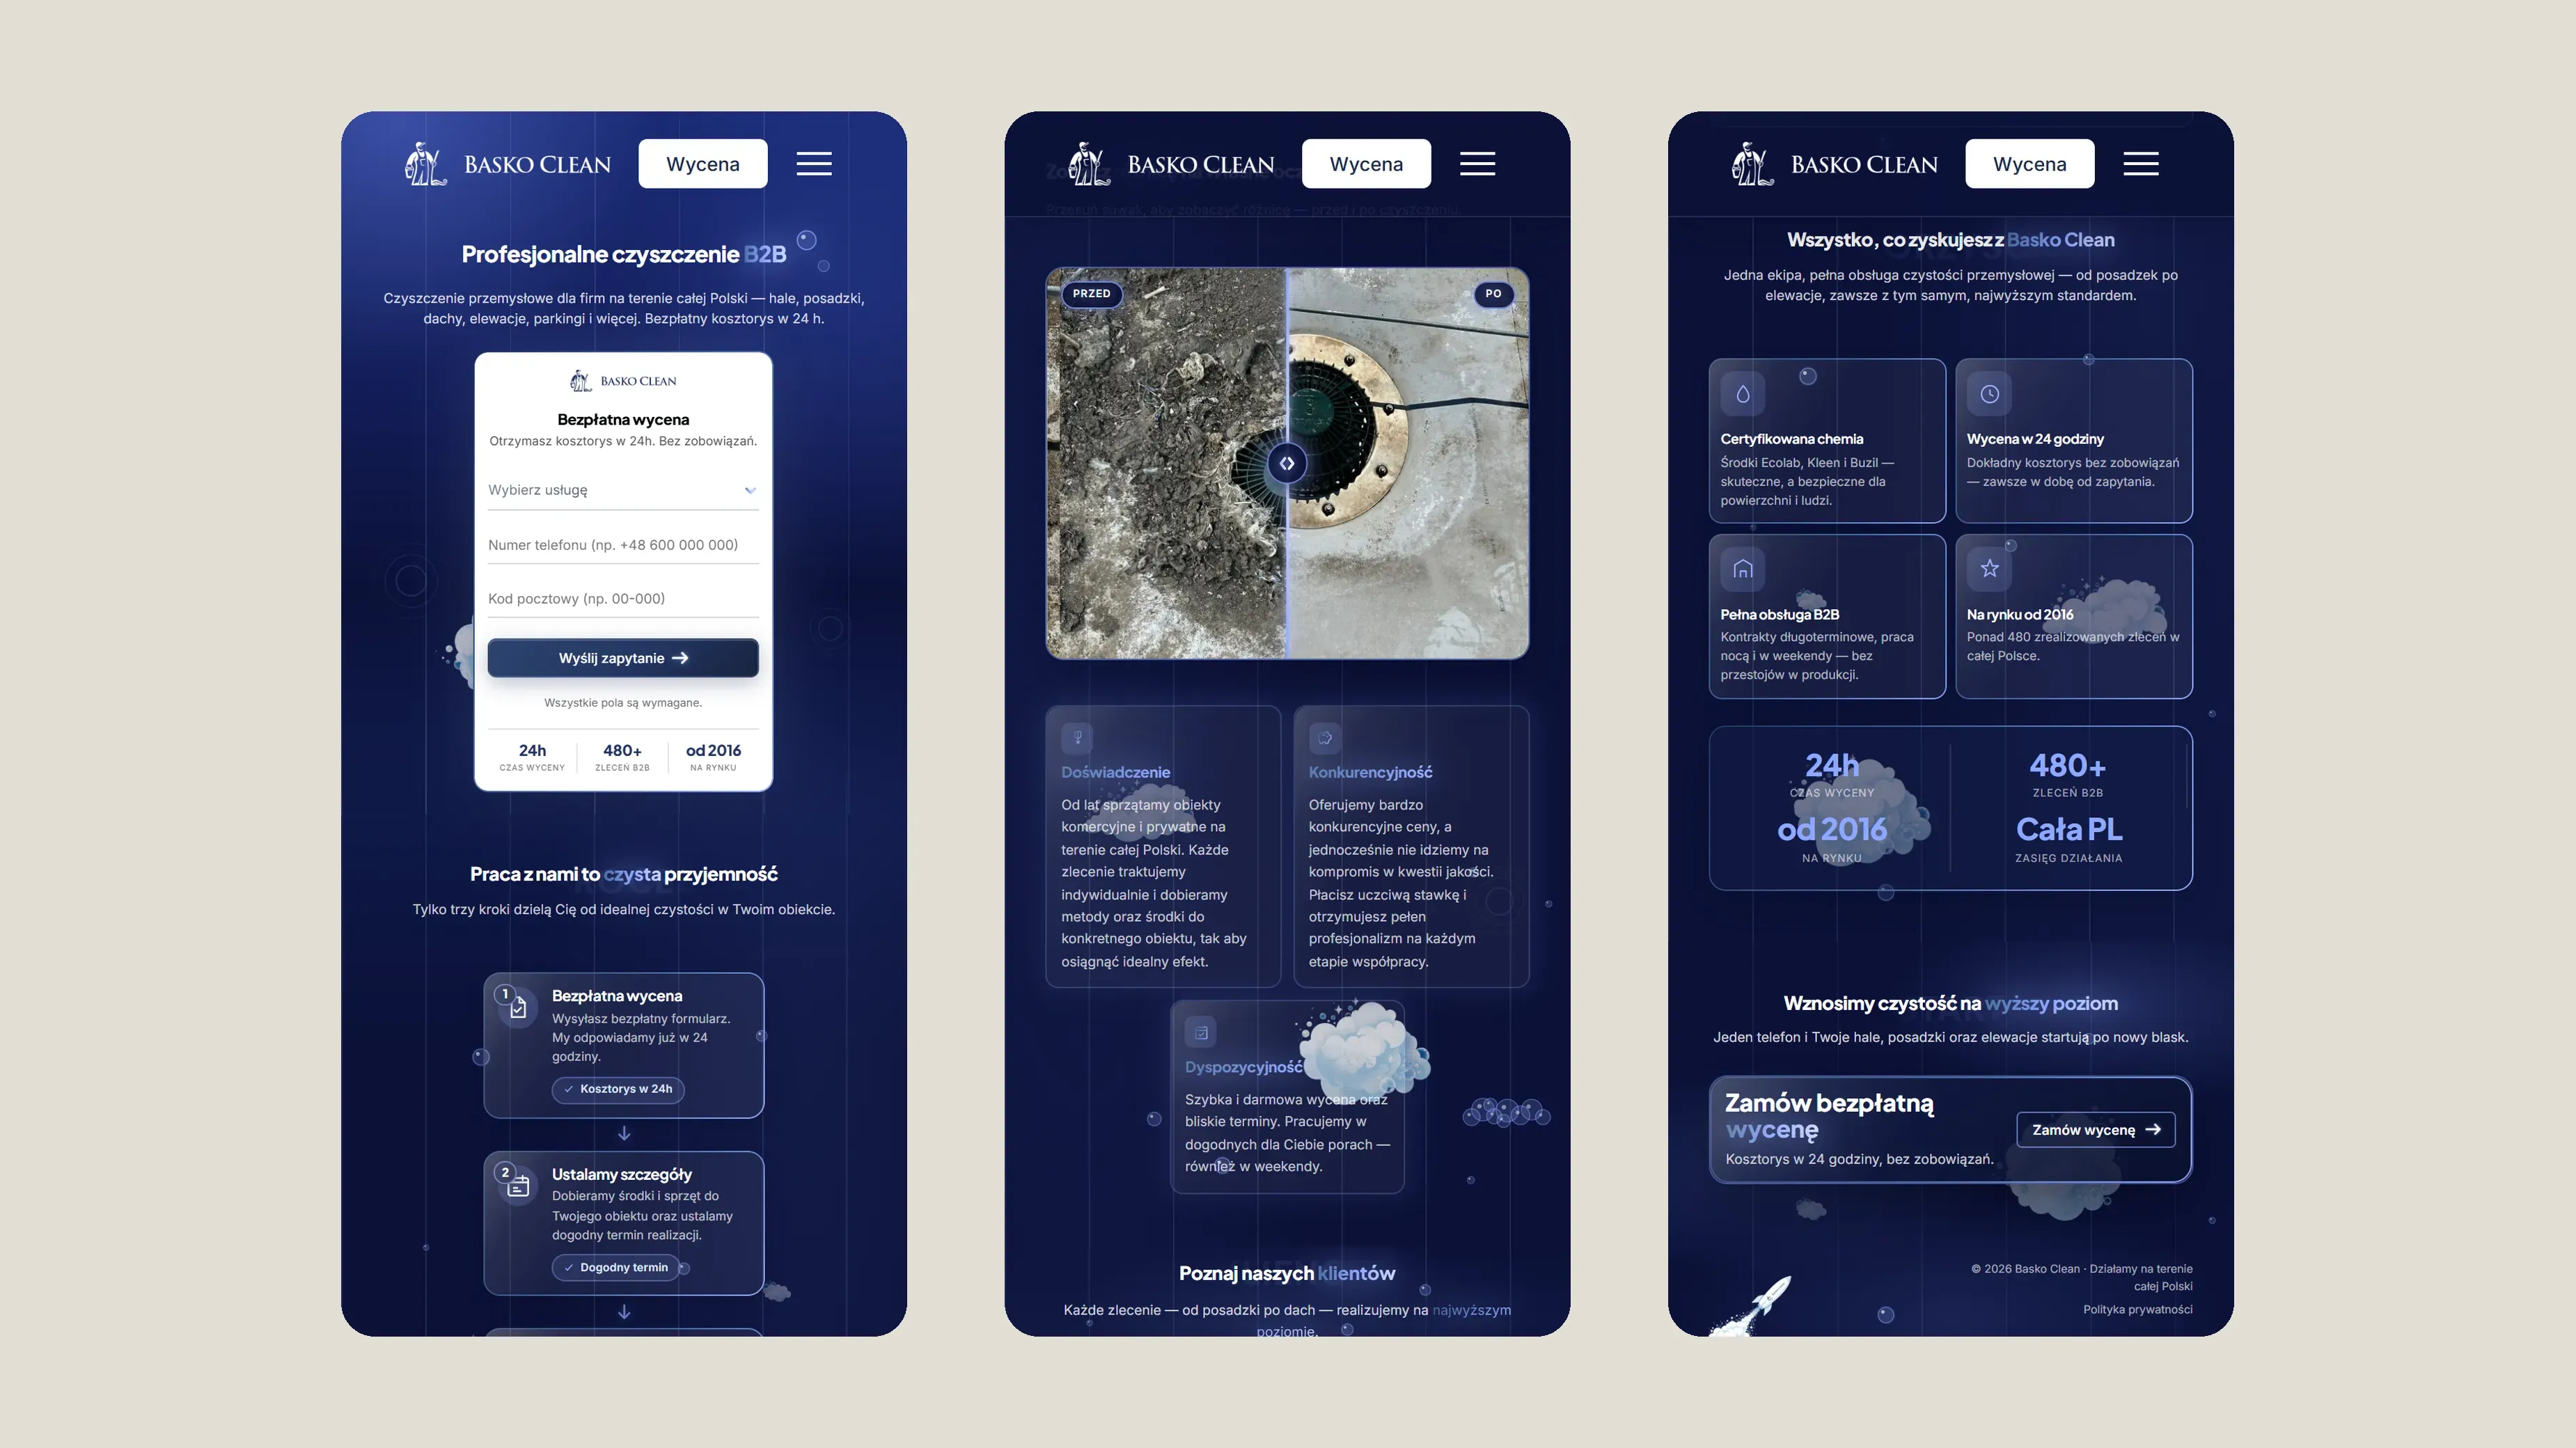 BASKO CLEAN
Wycena
Profesjonalne czyszczenie B2B
Czyszczenie przemysłowe dla firm na terenie całej Polski — hale, posadzki,
dachy, elewacje, parkingi i więcej. Bezpłatny kosztorys w 24 h.
BASKO CLEAN
Bezpłatna wycena
Otrzymasz kosztorys w 24h. Bez zobowiązań.
Wybierz usługę
Numer telefonu (np. +48 600 000 000)
Kod pocztowy (np. 00-000)
Wyślij zapytanie
Wszystkie pola są wymagane.
24h
CZAS WYCENY
480+
ZLECEŃ B2B
od 2016
NA RYNKU
Praca z nami to czysta przyjemność
Tylko trzy kroki dzielą Cię od idealnej czystości w Twoim obiekcie.
1
Bezpłatna wycena
Wysyłasz bezpłatny formularz.
My odpowiadamy już w 24
godziny.
Kosztorys w 24h
2
Ustalamy szczegóły
Dobieramy środki i sprzęt do
Twojego obiektu oraz ustalamy
dogodny termin realizacji.
Dogodny termin
BASKO CLEAN
Wycena
Przesuń suwak, aby zobaczyć różnicę — przed i po czyszczeniu.
PRZED
PO
Doświadczenie
Od lat sprzątamy obiekty
komercyjne i prywatne na
terenie całej Polski. Każde
zlecenie traktujemy
indywidualnie i dobieramy
metody oraz środki do
konkretnego obiektu, tak aby
osiągnąć idealny efekt.
Konkurencyjność
Oferujemy bardzo
konkurencyjne ceny, a
jednocześnie nie idziemy na
kompromis w kwestii jakości.
Płacisz uczciwą stawkę i
otrzymujesz pełen
profesjonalizm na każdym
etapie współpracy.
Dyspozycyjność
Szybka i darmowa wycena oraz
bliskie terminy. Pracujemy w
dogodnych dla Ciebie porach —
również w weekendy.
Poznaj naszych klientów
Każde zlecenie — od posadzki po dach — realizujemy na najwyższym
poziomie.
BASKO CLEAN
Wycena
Wszystko, co zyskujesz z Basko Clean
Jedna ekipa, pełna obsługa czystości przemysłowej — od posadzek po
elewacje, zawsze z tym samym, najwyższym standardem.
Certyfikowana chemia
Środki Ecolab, Kleen i Buzil —
skuteczne, a bezpieczne dla
powierzchni i ludzi.
Wycena w 24 godziny
Dokładny kosztorys bez zobowiązań
— zawsze w dobę od zapytania.
Pełna obsługa B2B
Kontrakty długoterminowe, praca
nocą i w weekendy — bez
przestojów w produkcji.
Na rynku od 2016
Ponad 480 zrealizowanych zleceń w
całej Polsce.
24h
CZAS WYCENY
480+
ZLECEŃ B2B
od 2016
NA RYNKU
Cała PL
ZASIĘG DZIAŁANIA
Wznosimy czystość na wyższy poziom
Jeden telefon i Twoje hale, posadzki oraz elewacje startują po nowy blask.
Zamów bezpłatną
wycenę
Kosztorys w 24 godziny, bez zobowiązań.
Zamów wycenę
© 2026 Basko Clean · Działamy na terenie
całej Polski
Polityka prywatności